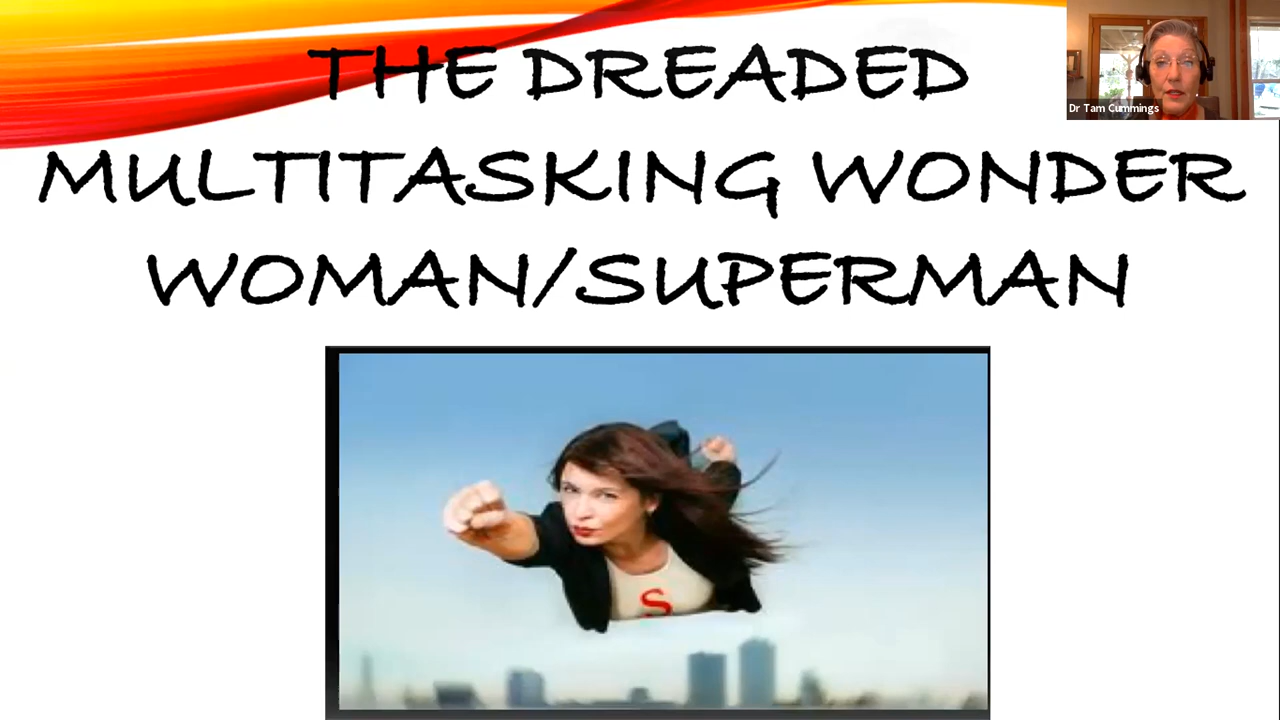 THE DREADED
MULTITASKING WONDER
WOMAN/SUPERMAN
Dr Tam Cummings
S